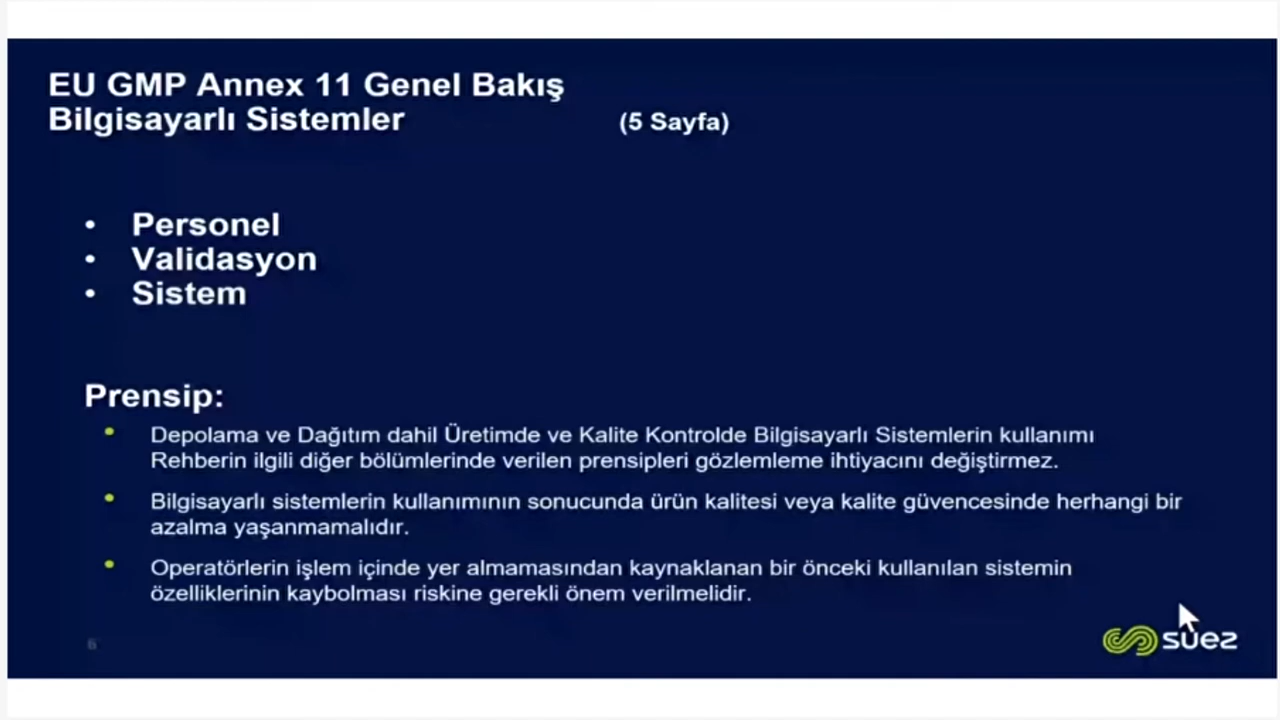 EU GMP Annex 11 Genel Bakış
Bilgisayarlı Sistemler (5 Sayfa)
• Personel
• Validasyon
• Sistem
Prensip:
• Depolama ve Dağıtım dahil Üretimde ve Kalite Kontrolde Bilgisayarlı Sistemlerin kullanımı
Rehberin ilgili diğer bölümlerinde verilen prensipleri gözlemleme ihtiyacını değiştirmez.
• Bilgisayarlı sistemlerin kullanımının sonucunda ürün kalitesi veya kalite güvencesinde herhangi bir
azalma yaşanmamalıdır.
• Operatörlerin işlem içinde yer almamasından kaynaklanan bir önceki kullanılan sistemin
özelliklerinin kaybolması riskine gerekli önem verilmelidir.
6
suez